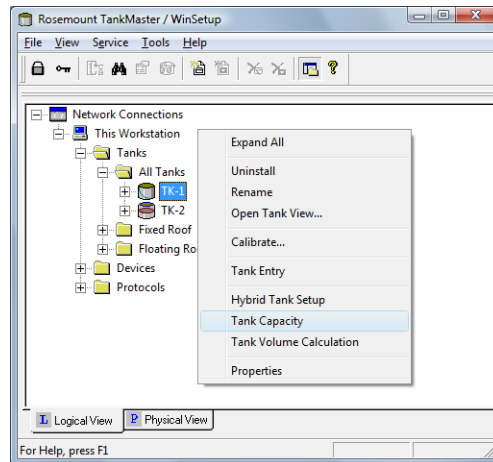 Rosemount TankMaster / WinSetup
File View Service Tools Help
Network Connections
This Workstation
Tanks
All Tanks
TK-1
TK-2
Fixed Roof
Floating Ro
Devices
Protocols
Expand All
Uninstall
Rename
Open Tank View...
Calibrate...
Tank Entry
Hybrid Tank Setup
Tank Capacity
Tank Volume Calculation
Properties
L Logical View P Physical View
For Help, press F1